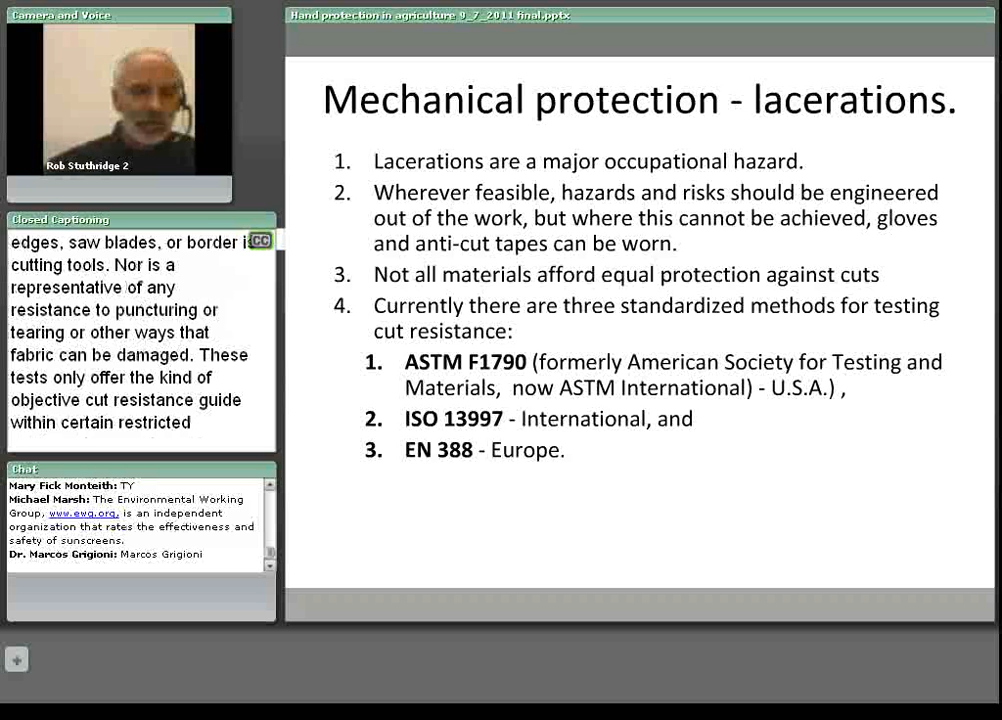 Camera and Voice
Rob Stuthridge 2
Closed Captioning
edges, saw blades, or border i
CC
cutting tools. Nor is a
representative of any
resistance to puncturing or
tearing or other ways that
fabric can be damaged. These
tests only offer the kind of
objective cut resistance guide
within certain restricted
Chat
Mary Fick Monteith: TY
Michael Marsh: The Environmental Working
Group, www.ewg.org, is an independent
organization that rates the effectiveness and
safety of sunscreens.
Dr. Marcos Grigioni: Marcos Grigioni
Hand protection in agriculture 9_7_2011 final.pptx
Mechanical protection - lacerations.
1. Lacerations are a major occupational hazard.
2. Wherever feasible, hazards and risks should be engineered
out of the work, but where this cannot be achieved, gloves
and anti-cut tapes can be worn.
3. Not all materials afford equal protection against cuts
4. Currently there are three standardized methods for testing
cut resistance:
1. ASTM F1790 (formerly American Society for Testing and
Materials, now ASTM International) - U.S.A.) ,
2. ISO 13997 - International, and
3. EN 388 - Europe.